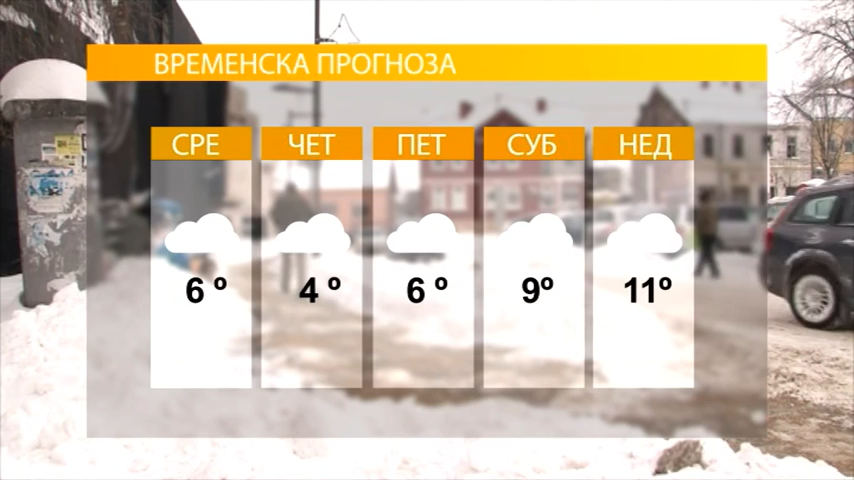 ВРЕМЕНСКА ПРОГНОЗА
СРЕ ЧЕТ ПЕТ СУБ НЕД
6 º 4 º 6 º 9º 11º